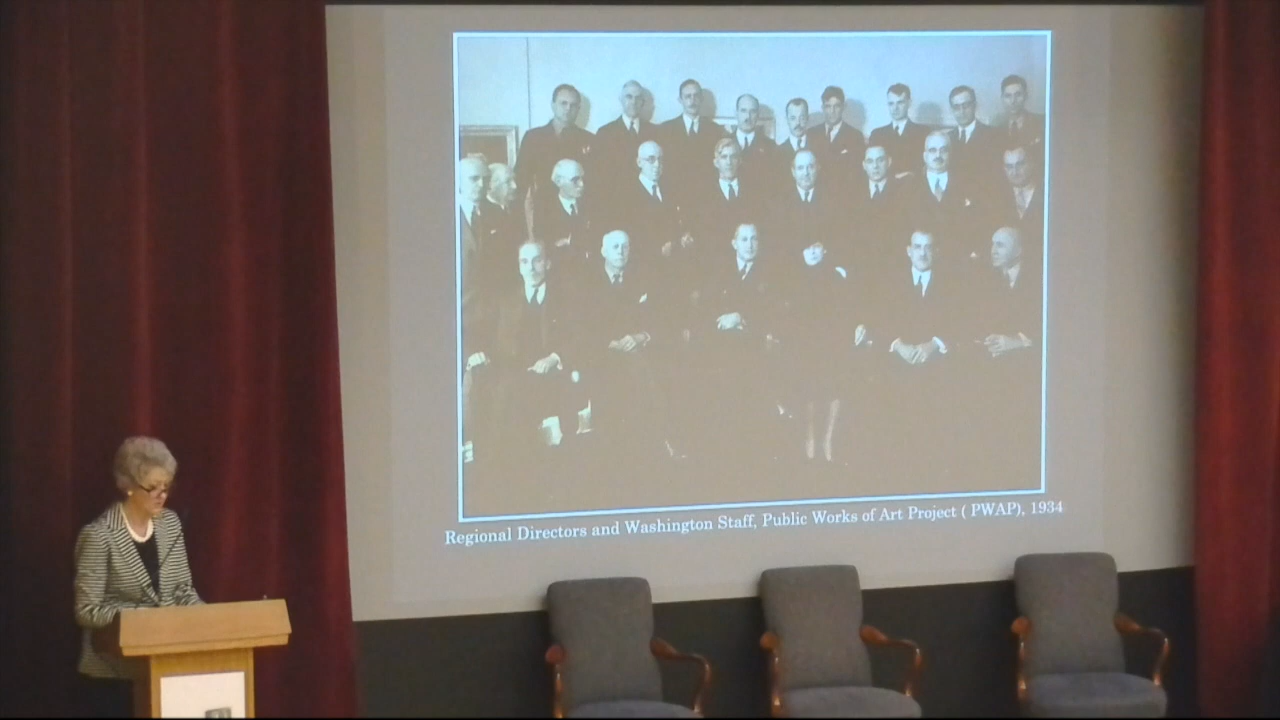 Regional Directors and Washington Staff, Public Works of Art Project ( PWAP), 1934